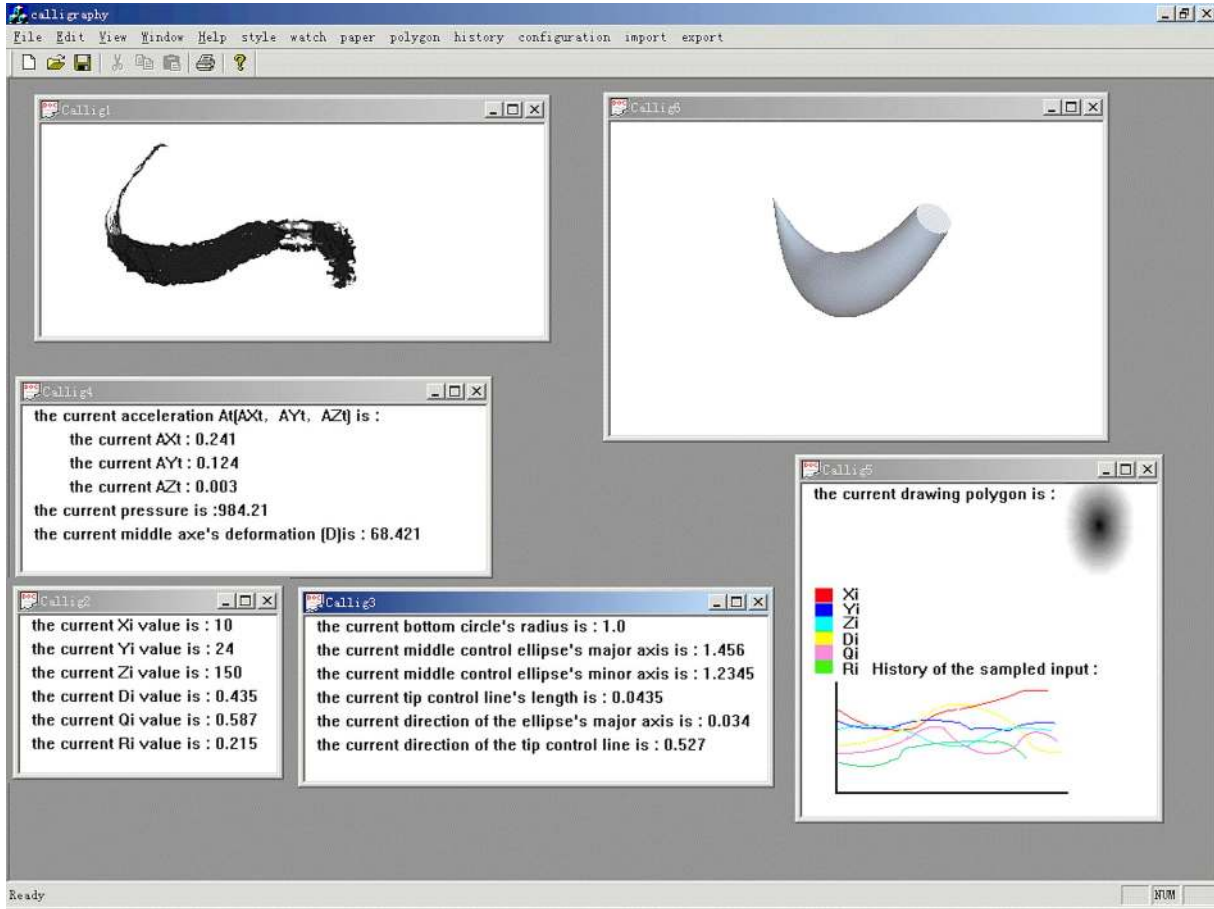 calligraphy
File Edit View Window Help style watch paper polygon history configuration import export
Callig1
Callig6
Callig4
the current acceleration At(AXt, AYt, AZt) is :
the current AXt : 0.241
the current AYt : 0.124
the current AZt : 0.003
the current pressure is :984.21
the current middle axe's deformation (D)is : 68.421
Callig5
the current drawing polygon is :
Xi
Yi
Zi
Di
Qi
Ri History of the sampled input :
Callig2
the current Xi value is : 10
the current Yi value is : 24
the current Zi value is : 150
the current Di value is : 0.435
the current Qi value is : 0.587
the current Ri value is : 0.215
Callig3
the current bottom circle's radius is : 1.0
the current middle control ellipse's major axis is : 1.456
the current middle control ellipse's minor axis is : 1.2345
the current tip control line's length is : 0.0435
the current direction of the ellipse's major axis is : 0.034
the current direction of the tip control line is : 0.527
Ready
NUM